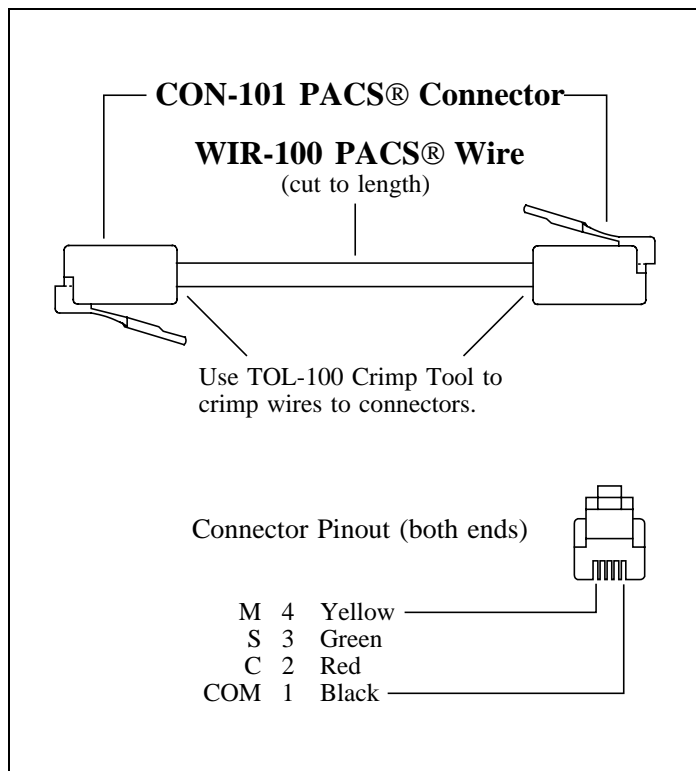 CON-101 PACS® Connector
WIR-100 PACS® Wire
(cut to length)
Use TOL-100 Crimp Tool to
crimp wires to connectors.
Connector Pinout (both ends)
M 4 Yellow
S 3 Green
C 2 Red
COM 1 Black